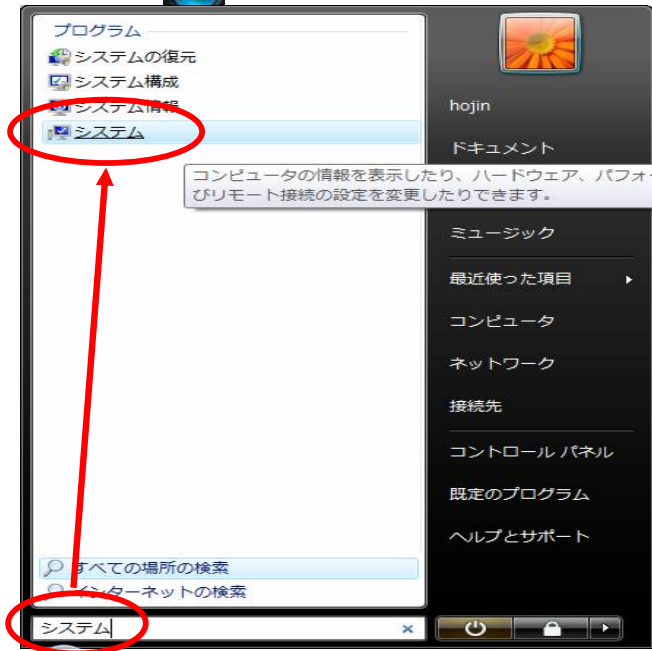 プログラム
システムの復元
システム構成
システム情報
システム
コンピュータの情報を表示したり、ハードウェア、パフォー
びリモート接続の設定を変更したりできます。
すべての場所の検索
インターネットの検索
システム
hojin
ドキュメント
ミュージック
最近使った項目
コンピュータ
ネットワーク
接続先
コントロール パネル
既定のプログラム
ヘルプとサポート